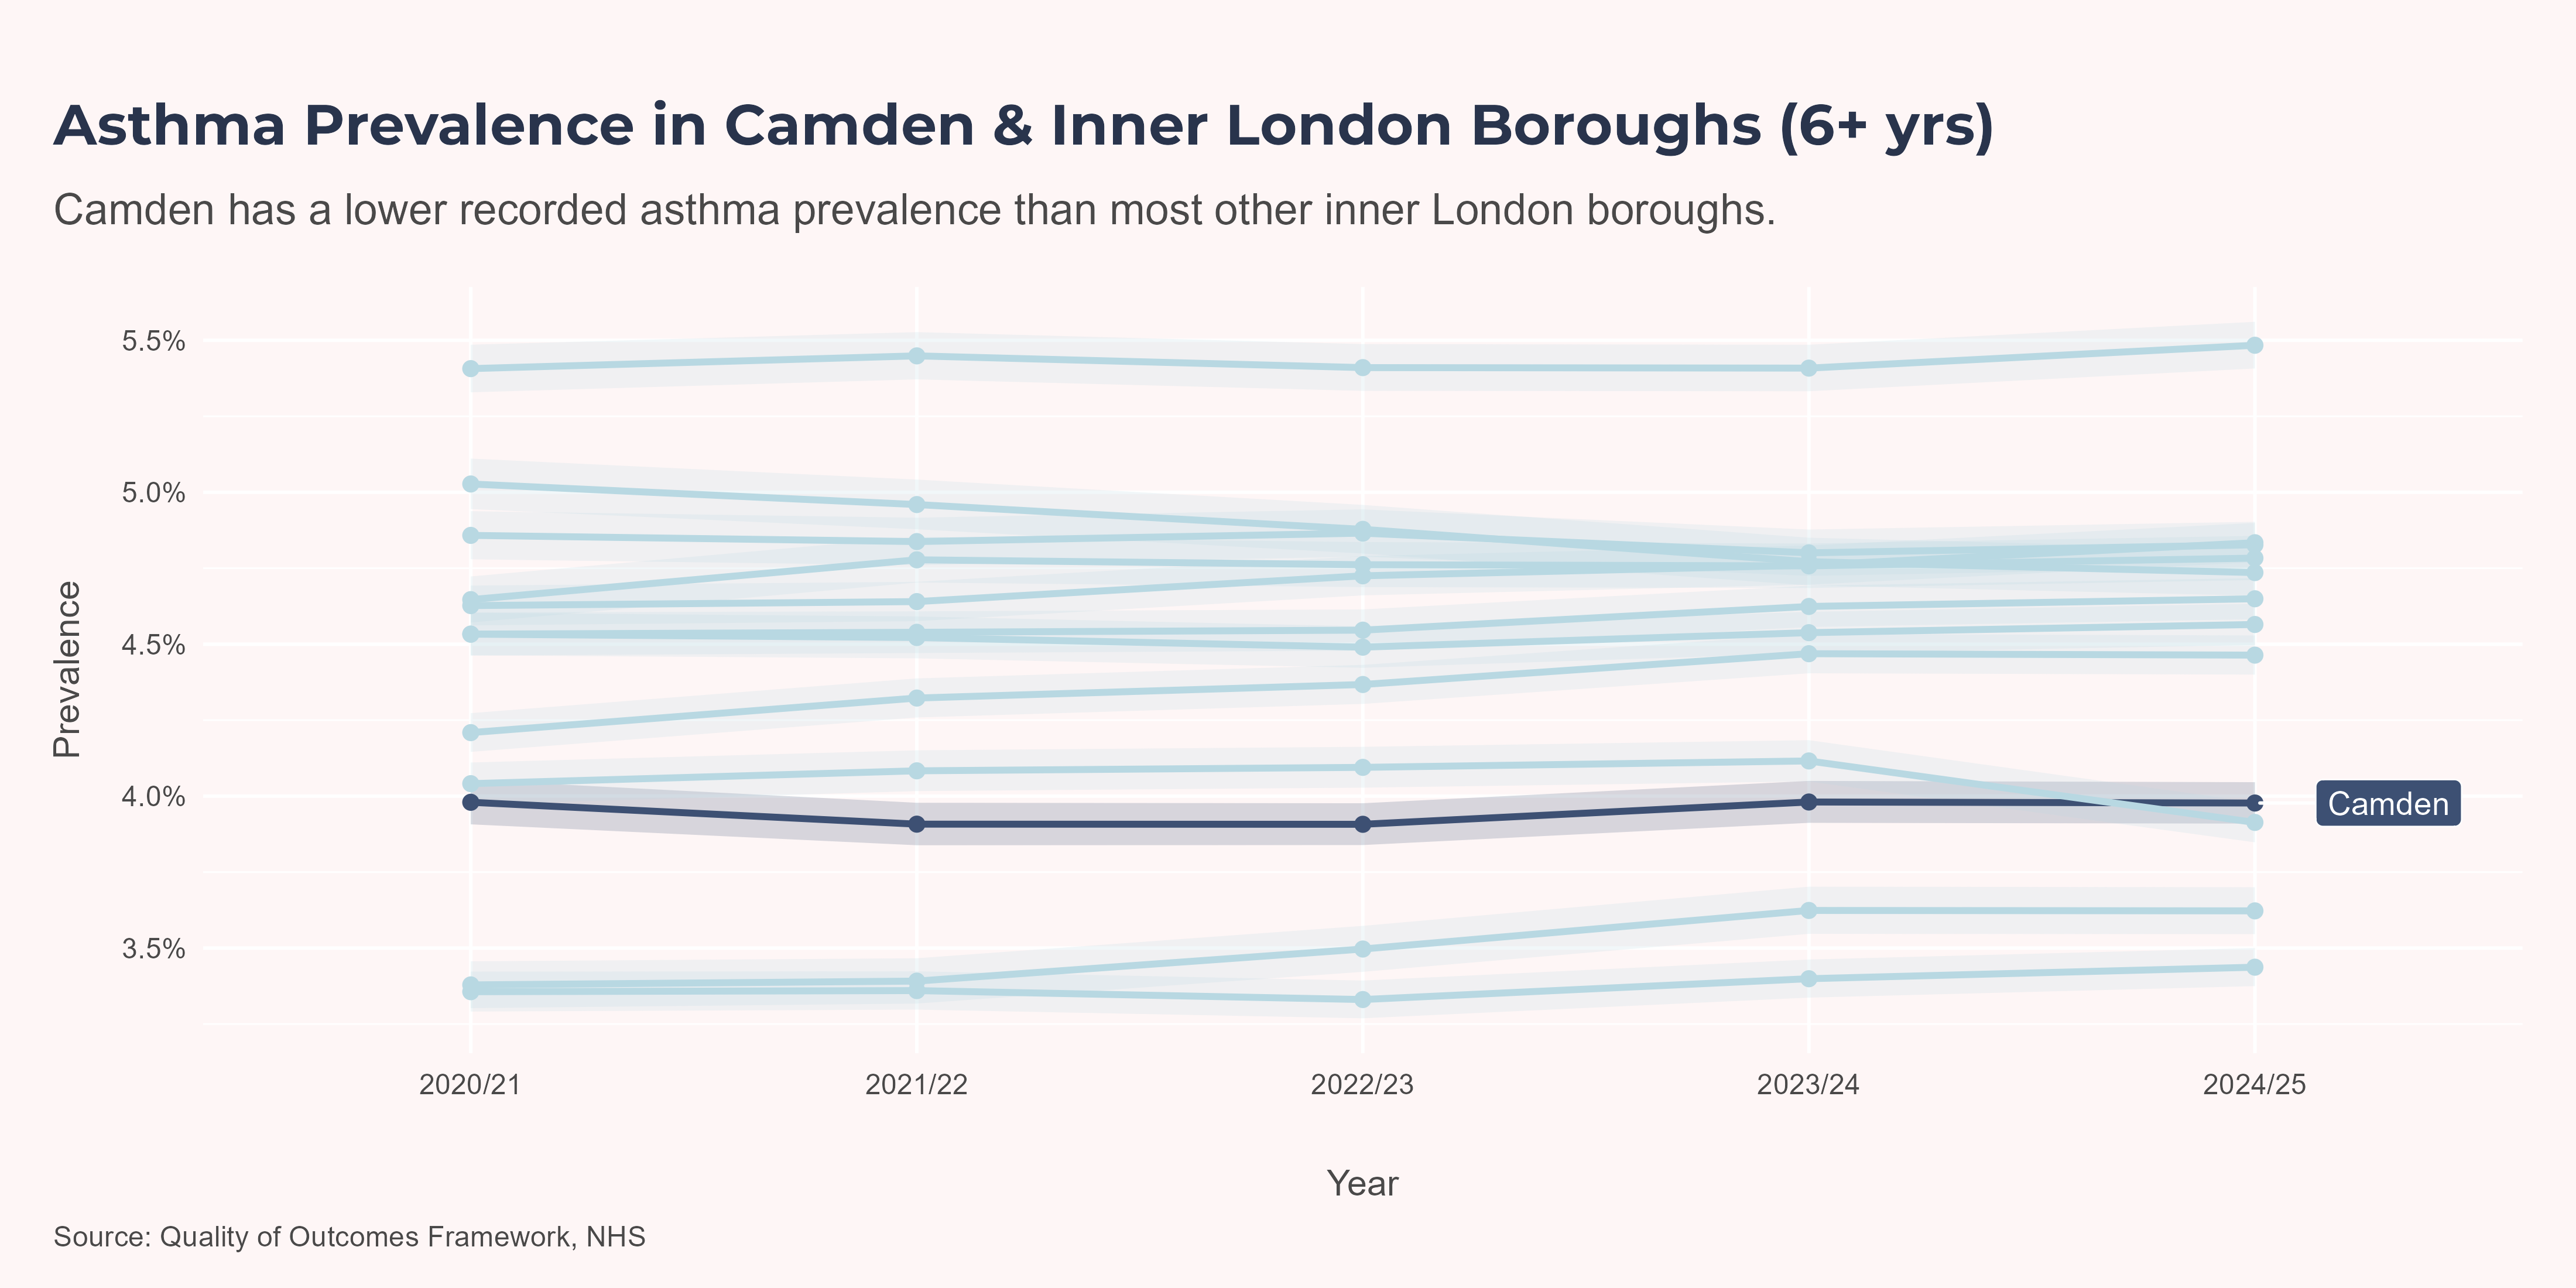 Asthma Prevalence in Camden & Inner London Boroughs (6+ yrs)
Camden has a lower recorded asthma prevalence than most other inner London boroughs.
5.5%
5.0%
4.5%
4.0%
3.5%
Prevalence
Camden
2020/21
2021/22
2022/23
2023/24
2024/25
Year
Source: Quality of Outcomes Framework, NHS